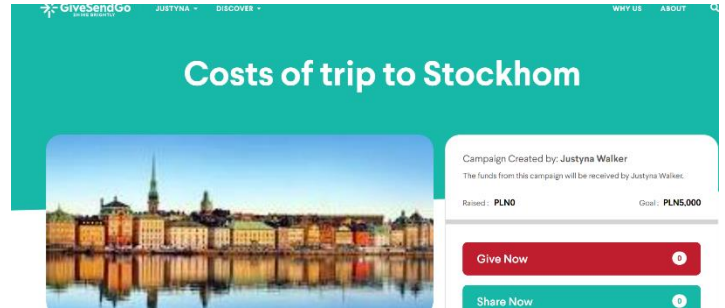 GiveSendGo JUSTYNA DISCOVER WHY US ABOUT
SHINE BRIGHTLY
Costs of trip to Stockhom
Campaign Created by: Justyna Walker
The funds from this campaign will be received by Justyna Walker.
Raised : PLN0 Goal : PLN5,000
Give Now 0
Share Now 0